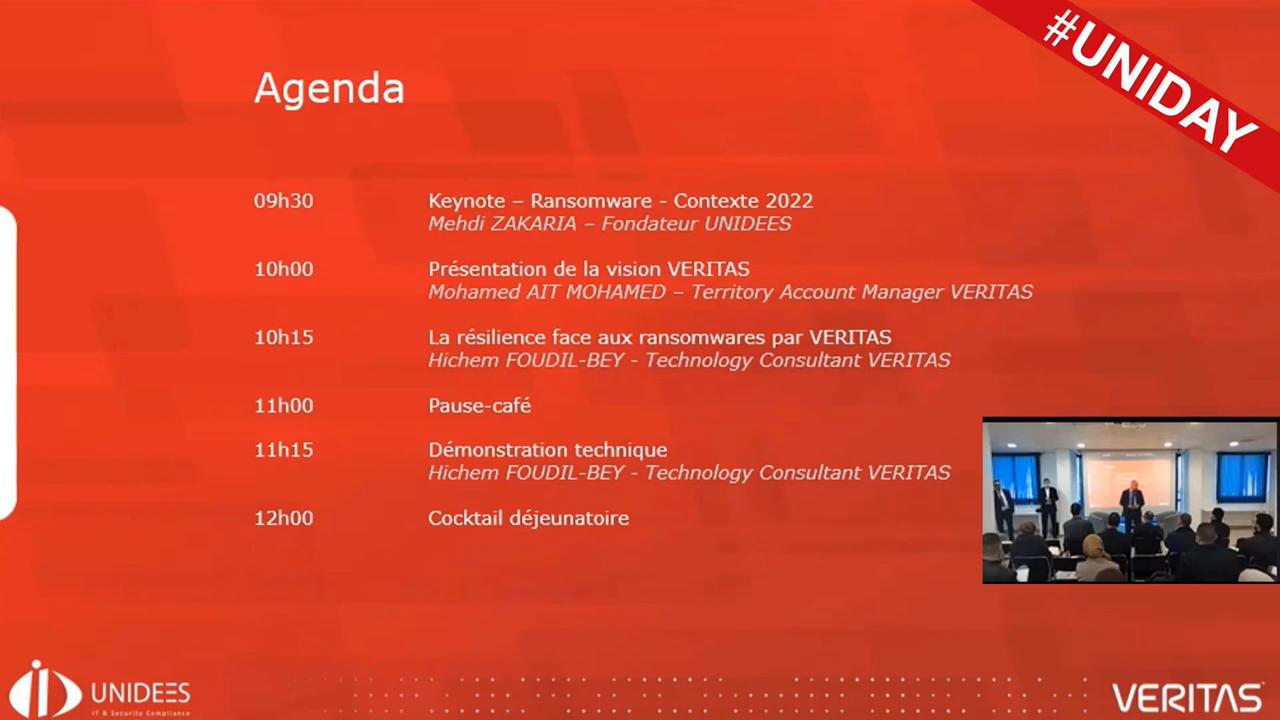 #UNIDAY
Agenda
09h30 Keynote – Ransomware - Contexte 2022
Mehdi ZAKARIA – Fondateur UNIDEES
10h00 Présentation de la vision VERITAS
Mohamed AIT MOHAMED – Territory Account Manager VERITAS
10h15 La résilience face aux ransomwares par VERITAS
Hichem FOUDIL-BEY - Technology Consultant VERITAS
11h00 Pause-café
11h15 Démonstration technique
Hichem FOUDIL-BEY - Technology Consultant VERITAS
12h00 Cocktail déjeunatoire
UNIDEES
IT & Security Compliance
VERITAS